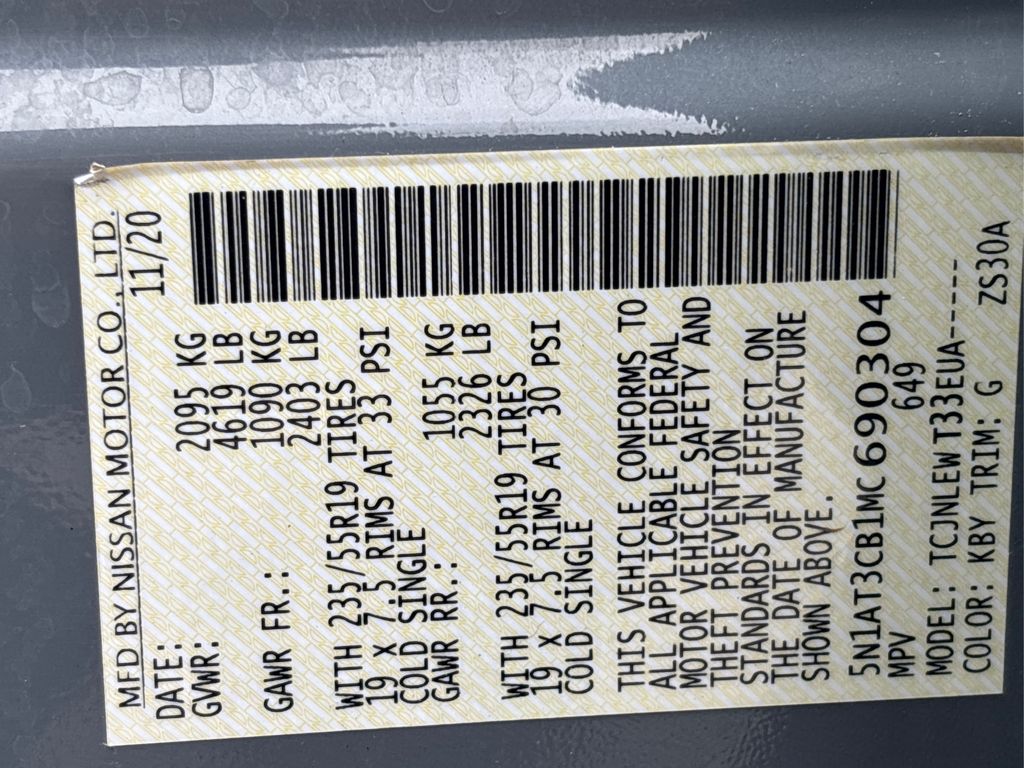 MFD BY NISSAN MOTOR CO., LTD.
DATE: 11/20
GVWR: 2095 KG
4619 LB
GAWR FR.: 1090 KG
2403 LB
WITH 235/55R19 TIRES
19 X 7.5 RIMS AT 33 PSI
COLD SINGLE
GAWR RR.: 1055 KG
2326 LB
WITH 235/55R19 TIRES
19 X 7.5 RIMS AT 30 PSI
COLD SINGLE
THIS VEHICLE CONFORMS TO
ALL APPLICABLE FEDERAL
MOTOR VEHICLE SAFETY AND
THEFT PREVENTION
STANDARDS IN EFFECT ON
THE DATE OF MANUFACTURE
SHOWN ABOVE.
5N1AT3CB1MC690304
MPV 649
MODEL: TCJNLEWT33EUA-----
COLOR: KBY TRIM: G ZS30A